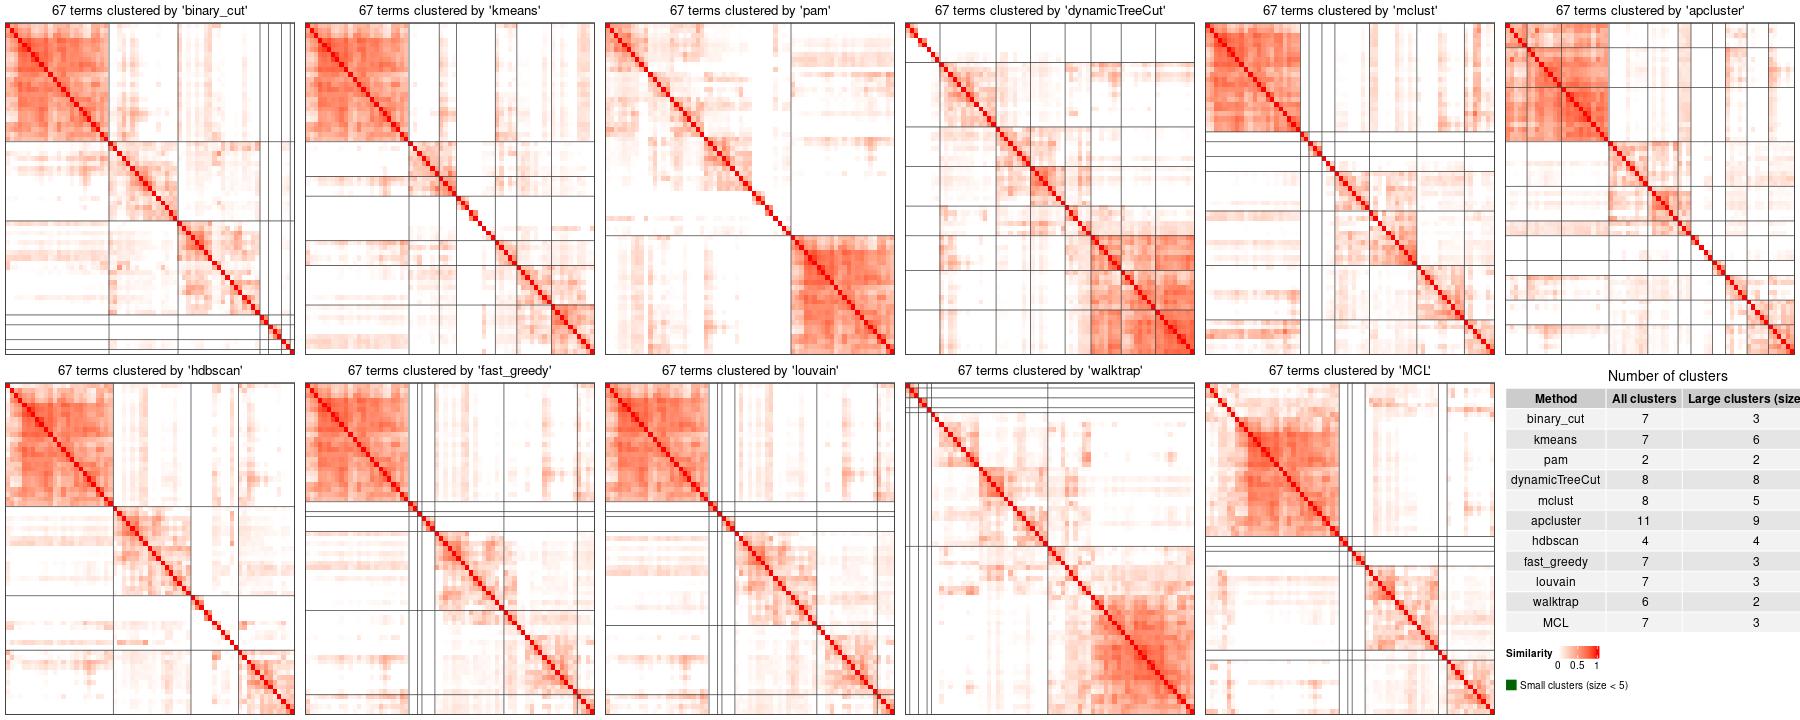 67 terms clustered by 'binary_cut'
67 terms clustered by 'kmeans'
67 terms clustered by 'pam'
67 terms clustered by 'dynamicTreeCut'
67 terms clustered by 'mclust'
67 terms clustered by 'apcluster'
67 terms clustered by 'hdbscan'
67 terms clustered by 'fast_greedy'
67 terms clustered by 'louvain'
67 terms clustered by 'walktrap'
67 terms clustered by 'MCL'
Number of clusters
Method All clusters Large clusters (size
binary_cut 7 3
kmeans 7 6
pam 2 2
dynamicTreeCut 8 8
mclust 8 5
apcluster 11 9
hdbscan 4 4
fast_greedy 7 3
louvain 7 3
walktrap 6 2
MCL 7 3
Similarity
0 0.5 1
Small clusters (size < 5)